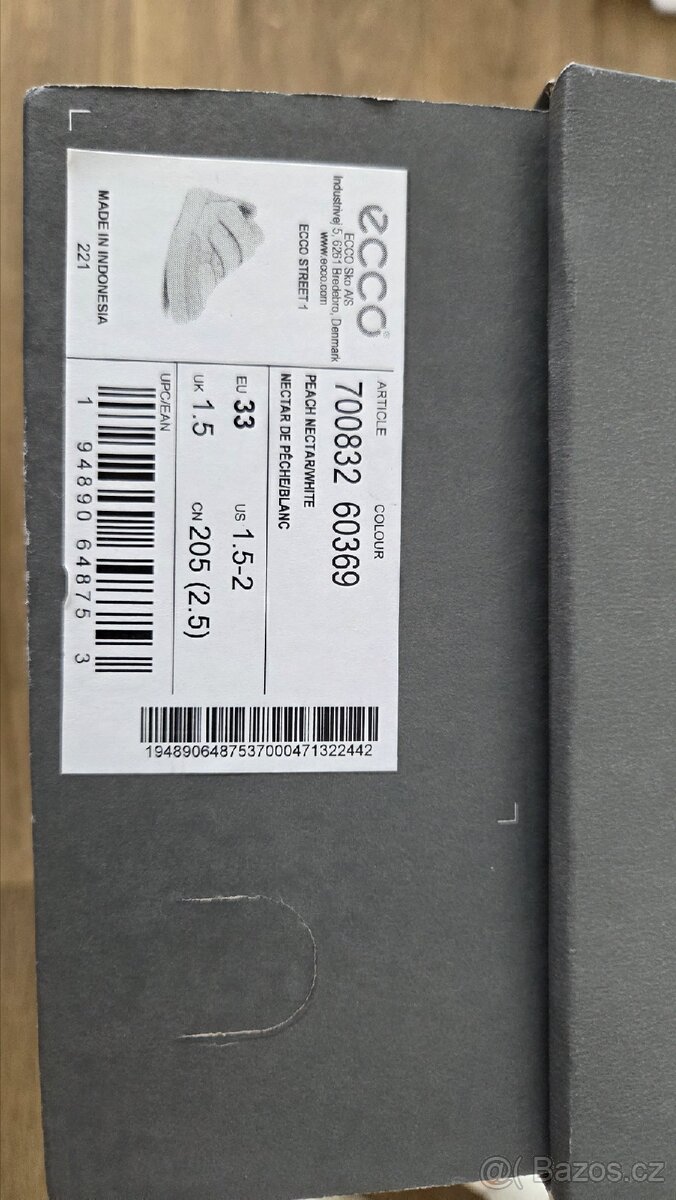 ecco®
ECCO Sko A/S
Industrivej 5, 6261 Bredebro, Denmark
www.ecco.com
ECCO STREET 1
MADE IN INDONESIA
221
ARTICLE COLOUR
700832 60369
PEACH NECTAR/WHITE
NECTAR DE PÊCHE/BLANC
EU 33 US 1.5-2
UK 1.5 CN 205 (2.5)
UPC/EAN
1 94890 64875 3
1948906487537000471322442
@( Bazos.cz